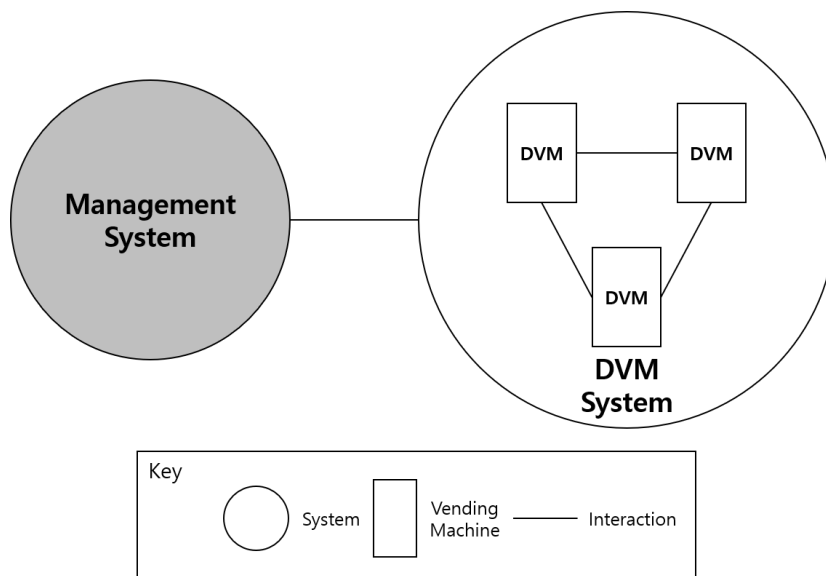 Management
System
DVM
DVM
DVM
DVM
System
Key
System
Vending
Machine
Interaction